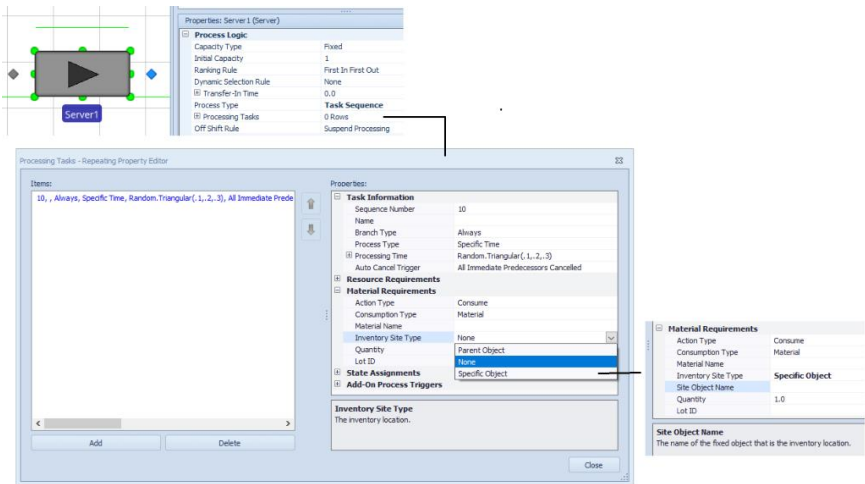 Properties: Server1 (Server)
Process Logic
Capacity Type Fixed
Initial Capacity 1
Ranking Rule First In First Out
Dynamic Selection Rule None
Transfer-In Time 0.0
Process Type Task Sequence
Processing Tasks 0 Rows
Off Shift Rule Suspend Processing
Server1
Processing Tasks - Repeating Property Editor
Items:
10, , Always, Specific Time, Random.Triangular(.1,.2,.3), All Immediate Prede
Add Delete
Properties:
Task Information
Sequence Number 10
Name
Branch Type Always
Process Type Specific Time
Processing Time Random.Triangular(.1,.2,.3)
Auto Cancel Trigger All Immediate Predecessors Cancelled
Resource Requirements
Material Requirements
Action Type Consume
Consumption Type Material
Material Name
Inventory Site Type None
Quantity Parent Object
Lot ID None
State Assignments Specific Object
Add-On Process Triggers
Inventory Site Type
The inventory location.
Close
Material Requirements
Action Type Consume
Consumption Type Material
Material Name
Inventory Site Type Specific Object
Site Object Name
Quantity 1.0
Lot ID
Site Object Name
The name of the fixed object that is the inventory location.